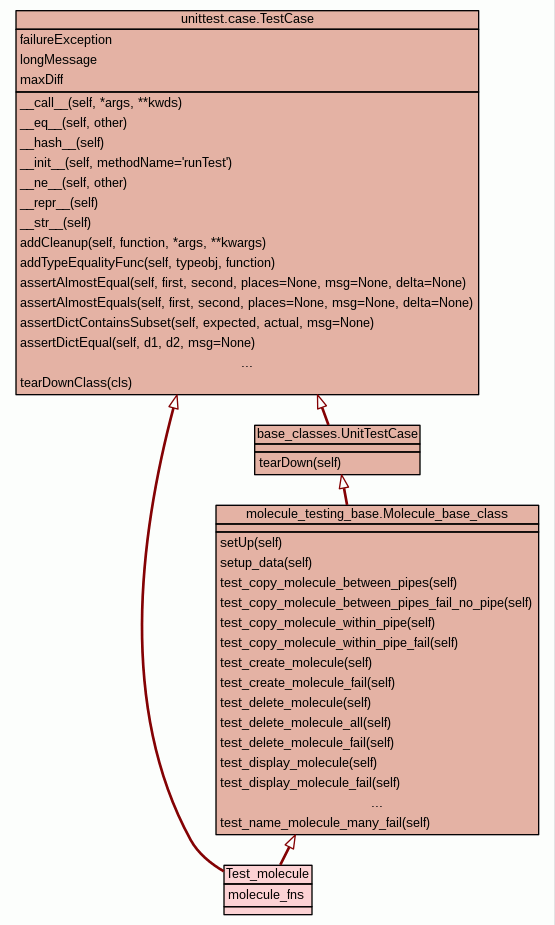 unittest.case.TestCase
failureException
longMessage
maxDiff
__call__(self, *args, **kwds)
__eq__(self, other)
__hash__(self)
__init__(self, methodName='runTest')
__ne__(self, other)
__repr__(self)
__str__(self)
addCleanup(self, function, *args, **kwargs)
addTypeEqualityFunc(self, typeobj, function)
assertAlmostEqual(self, first, second, places=None, msg=None, delta=None)
assertAlmostEquals(self, first, second, places=None, msg=None, delta=None)
assertDictContainsSubset(self, expected, actual, msg=None)
assertDictEqual(self, d1, d2, msg=None)
...
tearDownClass(cls)
base_classes.UnitTestCase
tearDown(self)
molecule_testing_base.Molecule_base_class
setUp(self)
setup_data(self)
test_copy_molecule_between_pipes(self)
test_copy_molecule_between_pipes_fail_no_pipe(self)
test_copy_molecule_within_pipe(self)
test_copy_molecule_within_pipe_fail(self)
test_create_molecule(self)
test_create_molecule_fail(self)
test_delete_molecule(self)
test_delete_molecule_all(self)
test_delete_molecule_fail(self)
test_display_molecule(self)
test_display_molecule_fail(self)
...
test_name_molecule_many_fail(self)
Test_molecule
molecule_fns